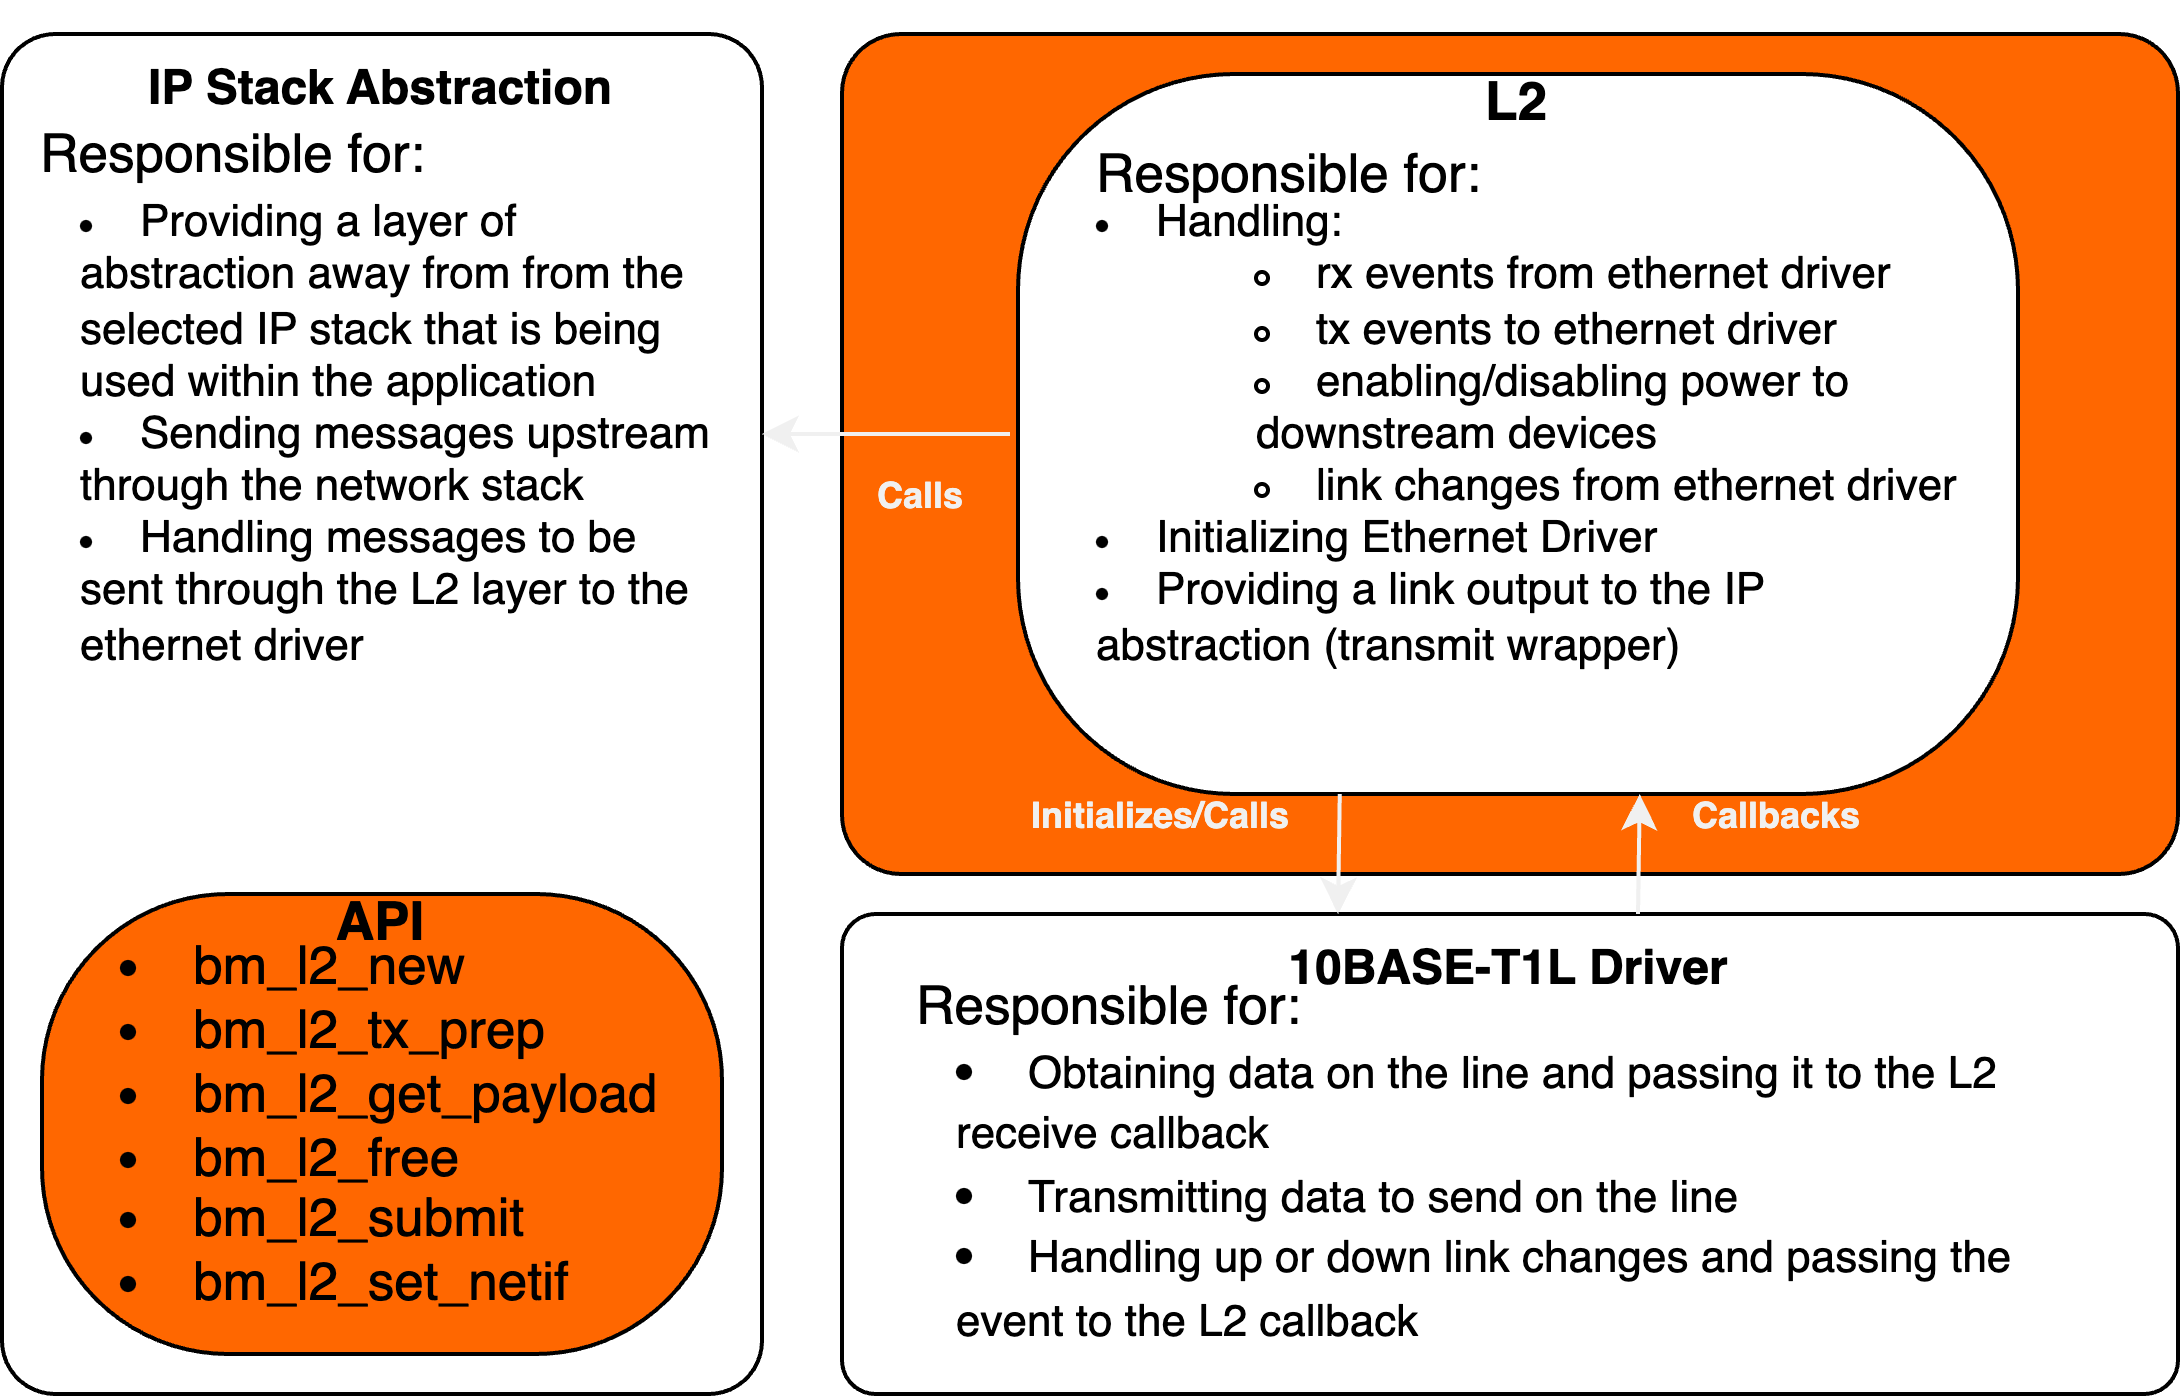 IP Stack Abstraction
Responsible for:
• Providing a layer of
abstraction away from from the
selected IP stack that is being
used within the application
• Sending messages upstream
through the network stack
• Handling messages to be
sent through the L2 layer to the
ethernet driver
API
• bm_l2_new
• bm_l2_tx_prep
• bm_l2_get_payload
• bm_l2_free
• bm_l2_submit
• bm_l2_set_netif
Calls
L2
Responsible for:
• Handling:
◦ rx events from ethernet driver
◦ tx events to ethernet driver
◦ enabling/disabling power to
downstream devices
◦ link changes from ethernet driver
• Initializing Ethernet Driver
• Providing a link output to the IP
abstraction (transmit wrapper)
Initializes/Calls
Callbacks
10BASE-T1L Driver
Responsible for:
• Obtaining data on the line and passing it to the L2
receive callback
• Transmitting data to send on the line
• Handling up or down link changes and passing the
event to the L2 callback